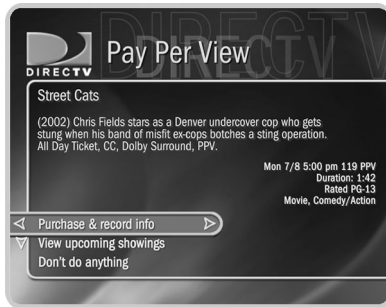 DIRECTV
Pay Per View
DIRECTV
Street Cats
(2002) Chris Fields stars as a Denver undercover cop who gets
stung when his band of misfit ex-cops botches a sting operation.
All Day Ticket, CC, Dolby Surround, PPV.
Mon 7/8 5:00 pm 119 PPV
Duration: 1:42
Rated PG-13
Movie, Comedy/Action
Purchase & record info
View upcoming showings
Don't do anything